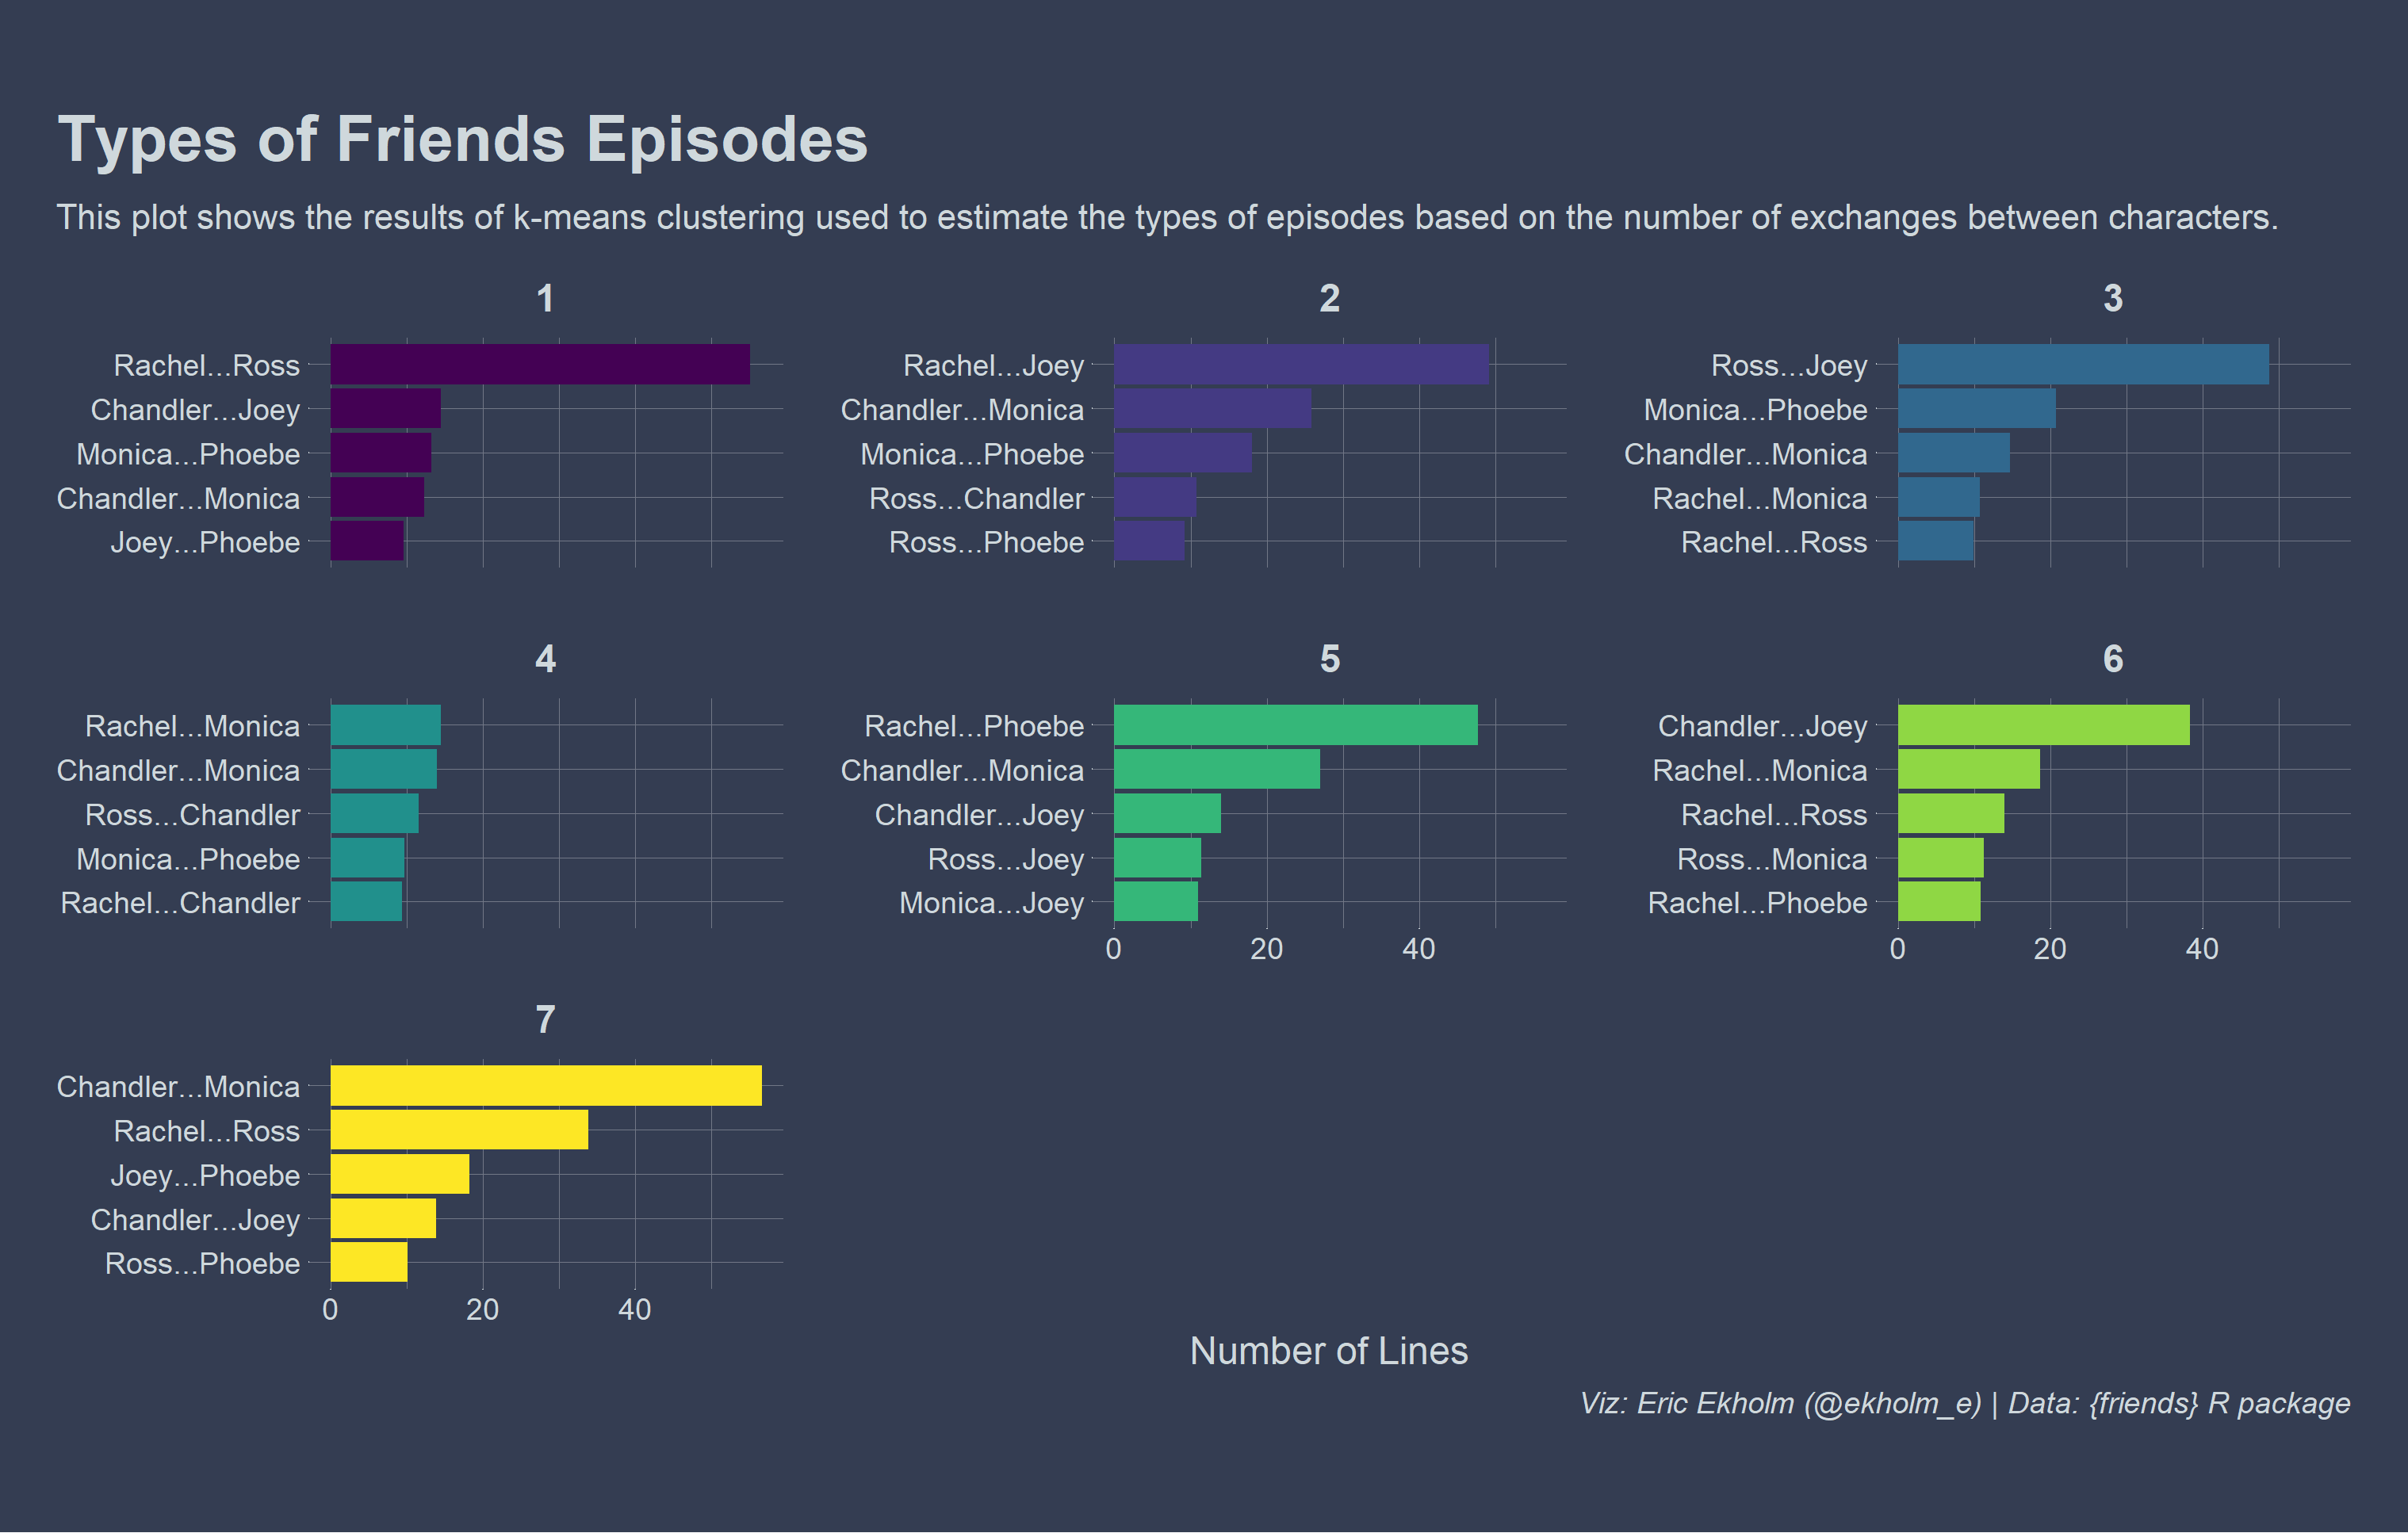 Types of Friends Episodes
This plot shows the results of k-means clustering used to estimate the types of episodes based on the number of exchanges between characters.
1
Rachel...Ross
Chandler...Joey
Monica...Phoebe
Chandler...Monica
Joey...Phoebe
2
Rachel...Joey
Chandler...Monica
Monica...Phoebe
Ross...Chandler
Ross...Phoebe
3
Ross...Joey
Monica...Phoebe
Chandler...Monica
Rachel...Monica
Rachel...Ross
4
Rachel...Monica
Chandler...Monica
Ross...Chandler
Monica...Phoebe
Rachel...Chandler
5
Rachel...Phoebe
Chandler...Monica
Chandler...Joey
Ross...Joey
Monica...Joey
0 20 40
6
Chandler...Joey
Rachel...Monica
Rachel...Ross
Ross...Monica
Rachel...Phoebe
0 20 40
7
Chandler...Monica
Rachel...Ross
Joey...Phoebe
Chandler...Joey
Ross...Phoebe
0 20 40
Number of Lines
Viz: Eric Ekholm (@ekholm_e) | Data: {friends} R package